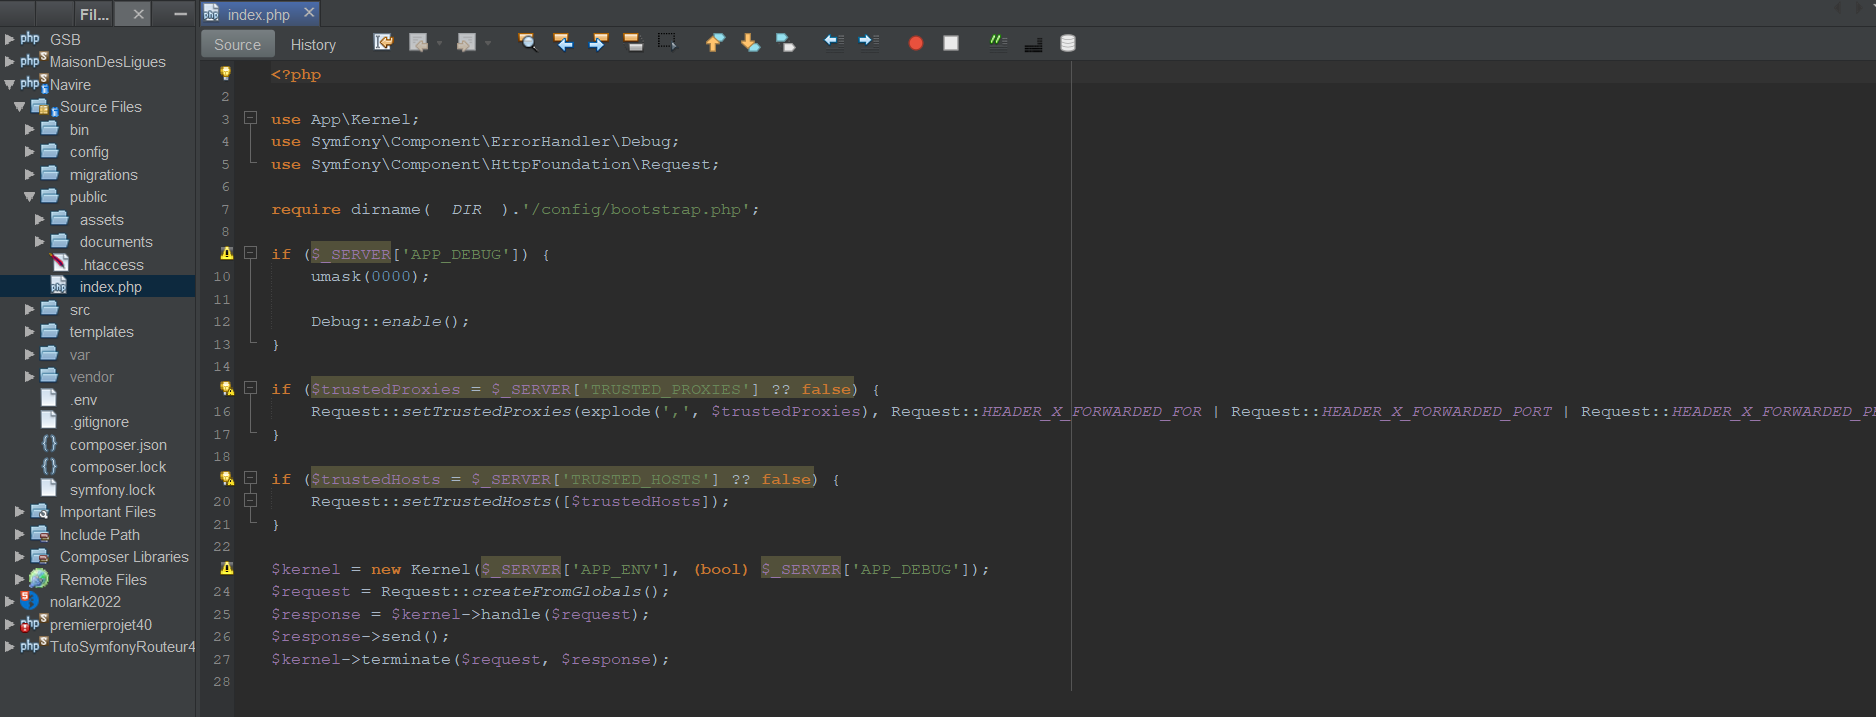 Fil...
index.php
Source
History
GSB
MaisonDesLigues
Navire
Source Files
bin
config
migrations
public
assets
documents
.htaccess
index.php
src
templates
var
vendor
.env
.gitignore
composer.json
composer.lock
symfony.lock
Important Files
Include Path
Composer Libraries
Remote Files
nolark2022
premierprojet40
TutoSymfonyRouteur4
<?php
2
3 use App\Kernel;
4 use Symfony\Component\ErrorHandler\Debug;
5 use Symfony\Component\HttpFoundation\Request;
6
7 require dirname(__DIR__).'/config/bootstrap.php';
8
if ($_SERVER['APP_DEBUG']) {
10 umask(0000);
11
12 Debug::enable();
13 }
14
if ($trustedProxies = $_SERVER['TRUSTED_PROXIES'] ?? false) {
16 Request::setTrustedProxies(explode(',', $trustedProxies), Request::HEADER_X_FORWARDED_FOR | Request::HEADER_X_FORWARDED_PORT | Request::HEADER_X_FORWARDED_P
17 }
18
if ($trustedHosts = $_SERVER['TRUSTED_HOSTS'] ?? false) {
20 Request::setTrustedHosts([$trustedHosts]);
21 }
22
$kernel = new Kernel($_SERVER['APP_ENV'], (bool) $_SERVER['APP_DEBUG']);
24 $request = Request::createFromGlobals();
25 $response = $kernel->handle($request);
26 $response->send();
27 $kernel->terminate($request, $response);
28